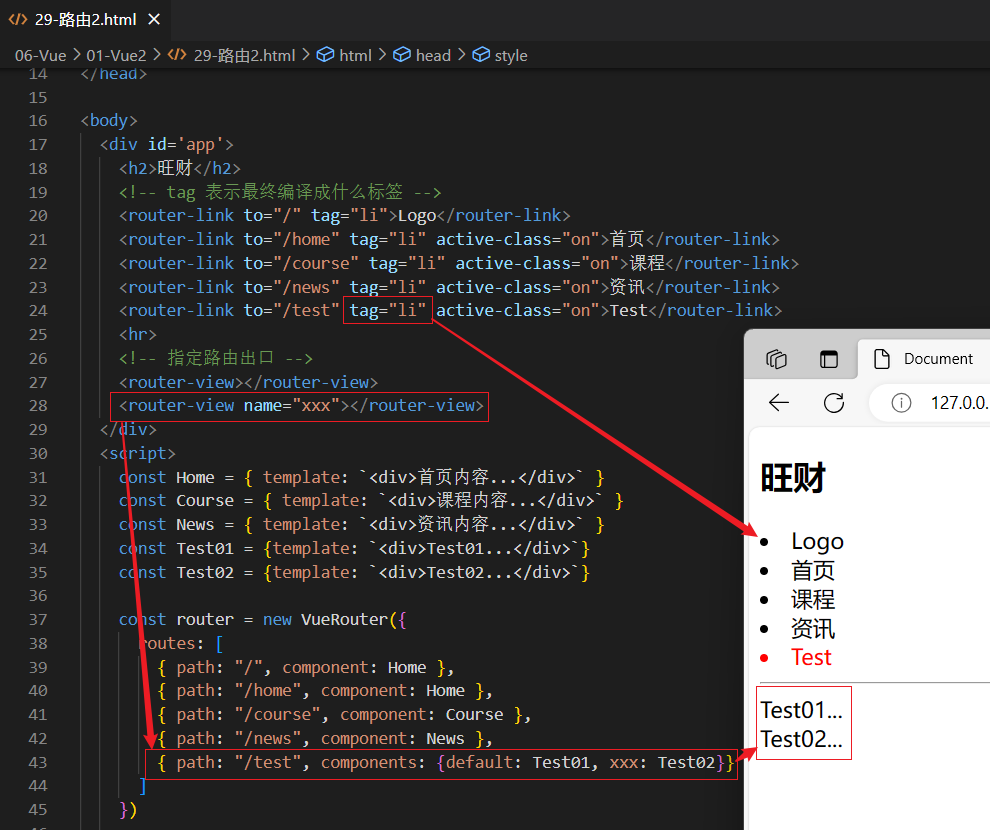 29-路由2.html
06-Vue > 01-Vue2 > 29-路由2.html > html > head > style
14 </head>
15
16 <body>
17 <div id='app'>
18 <h2>旺财</h2>
19 <!-- tag 表示最终编译成什么标签 -->
20 <router-link to="/" tag="li">Logo</router-link>
21 <router-link to="/home" tag="li" active-class="on">首页</router-link>
22 <router-link to="/course" tag="li" active-class="on">课程</router-link>
23 <router-link to="/news" tag="li" active-class="on">资讯</router-link>
24 <router-link to="/test" tag="li" active-class="on">Test</router-link>
25 <hr>
26 <!-- 指定路由出口 -->
27 <router-view></router-view>
28 <router-view name="xxx"></router-view>
29 </div>
30 <script>
31 const Home = { template: `<div>首页内容...</div>` }
32 const Course = { template: `<div>课程内容...</div>` }
33 const News = { template: `<div>资讯内容...</div>` }
34 const Test01 = {template: `<div>Test01...</div>`}
35 const Test02 = {template: `<div>Test02...</div>`}
36
37 const router = new VueRouter({
38 routes: [
39 { path: "/", component: Home },
40 { path: "/home", component: Home },
41 { path: "/course", component: Course },
42 { path: "/news", component: News },
43 { path: "/test", components: {default: Test01, xxx: Test02}}
44 ]
45 })
Document
127.0.0.
旺财
Logo
首页
课程
资讯
Test
Test01...
Test02...